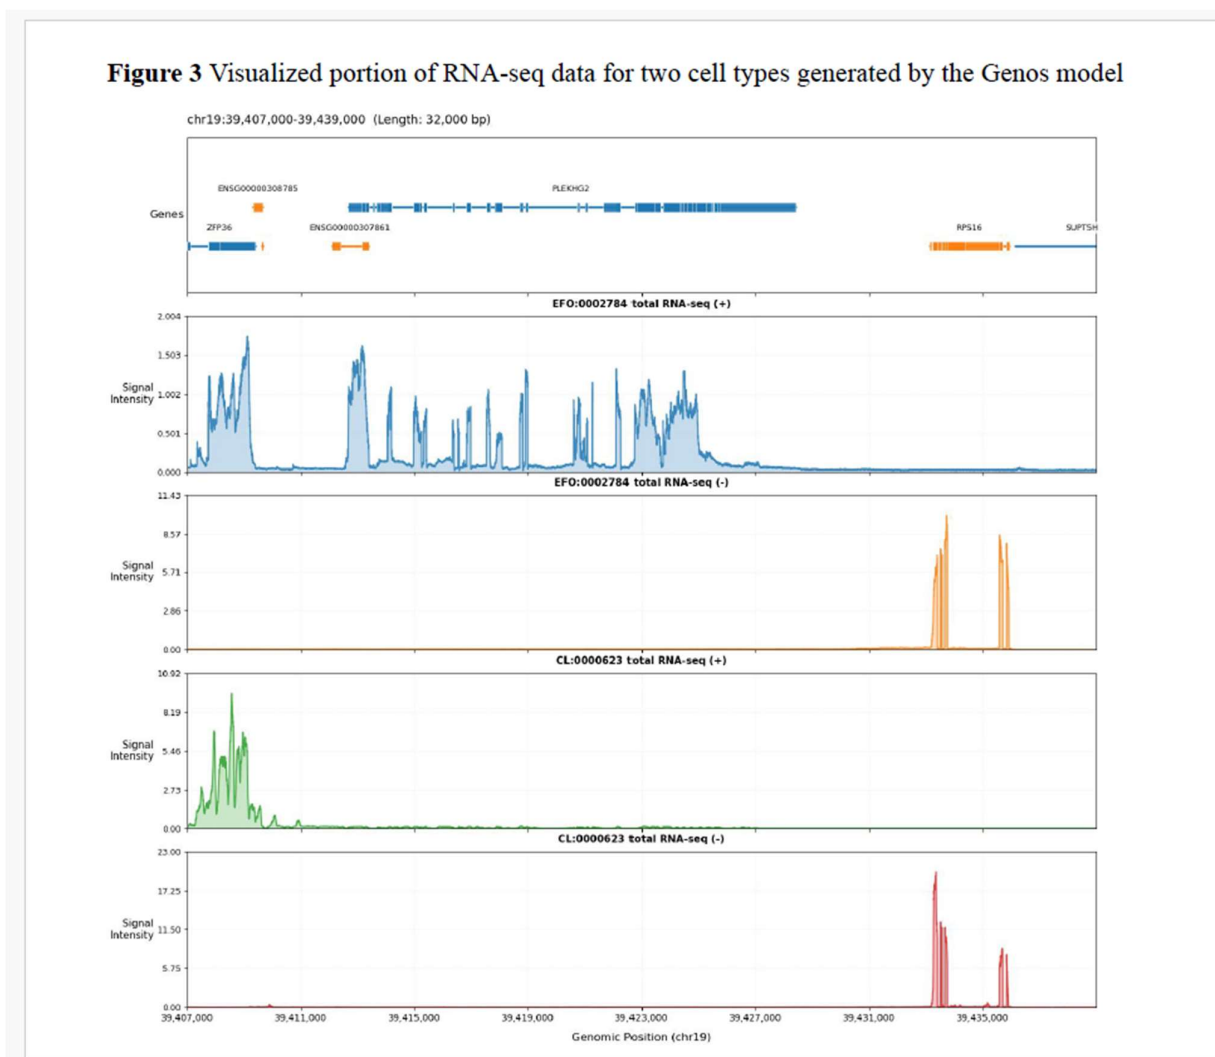 Figure 3 Visualized portion of RNA-seq data for two cell types generated by the Genos model
chr19:39,407,000-39,439,000 (Length: 32,000 bp)
ENSG00000308785
PLEKHG2
Genes
ZFP36
ENSG00000307861
RPS16
SUPT5H
EFO:0002784 total RNA-seq (+)
2.004
1.503
Signal
Intensity
1.002
0.501
0.000
EFO:0002784 total RNA-seq (-)
11.43
8.57
Signal
Intensity
5.71
2.86
0.00
CL:0000623 total RNA-seq (+)
10.92
8.19
Signal
Intensity
5.46
2.73
0.00
CL:0000623 total RNA-seq (-)
23.00
17.25
Signal
Intensity
11.50
5.75
0.00
39,407,000 39,411,000 39,415,000 39,419,000 39,423,000 39,427,000 39,431,000 39,435,000
Genomic Position (chr19)